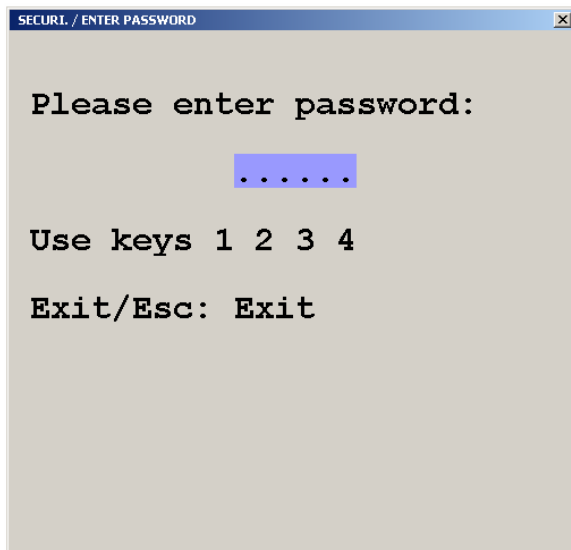 SECURI. / ENTER PASSWORD
Please enter password:
......
Use keys 1 2 3 4
Exit/Esc: Exit